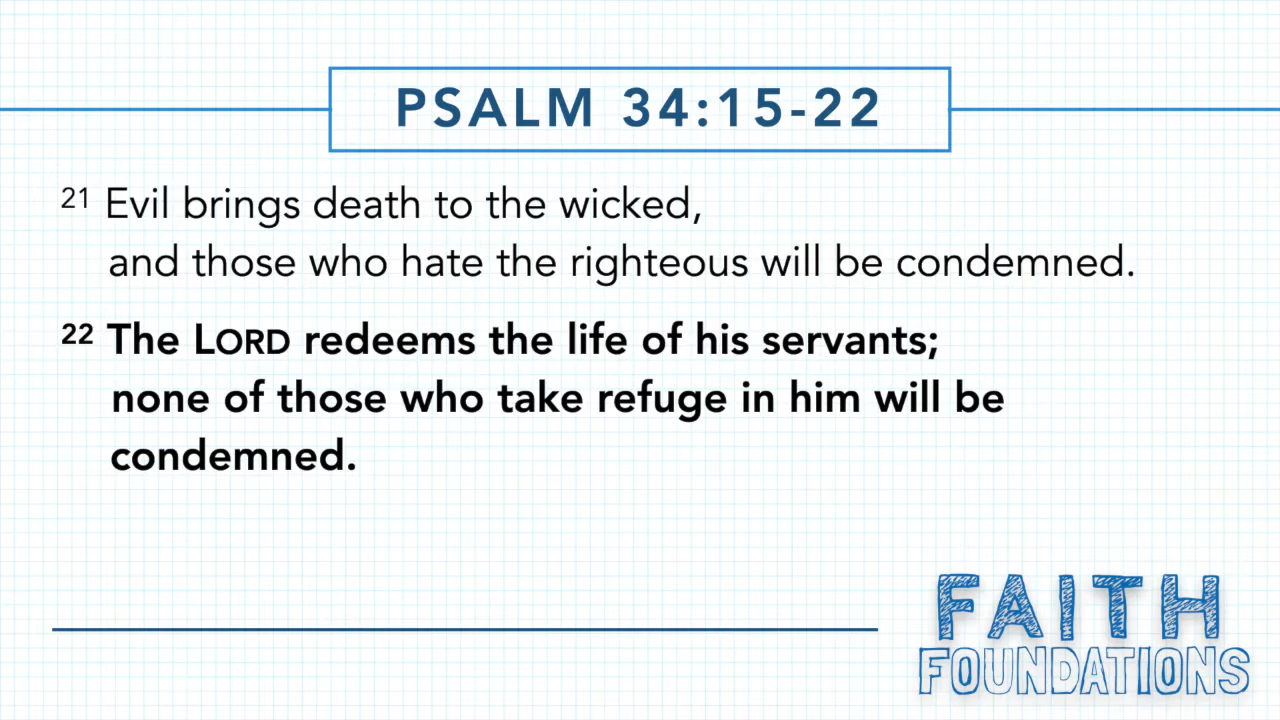 PSALM 34:15-22
21 Evil brings death to the wicked,
and those who hate the righteous will be condemned.
22 The LORD redeems the life of his servants;
none of those who take refuge in him will be
condemned.
FAITH
FOUNDATIONS